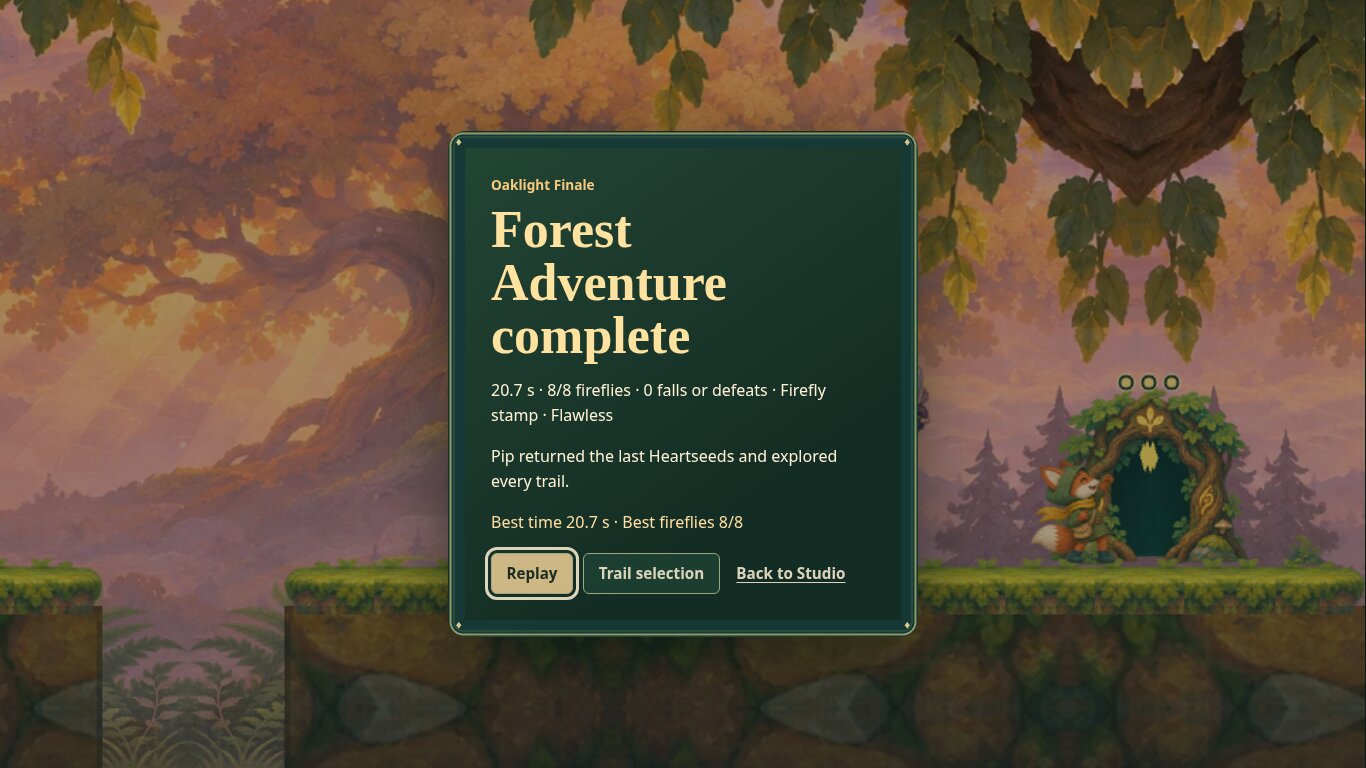 Oaklight Finale
Forest
Adventure
complete
20.7 s · 8/8 fireflies · 0 falls or defeats · Firefly
stamp · Flawless
Pip returned the last Heartseeds and explored
every trail.
Best time 20.7 s · Best fireflies 8/8
Replay Trail selection Back to Studio